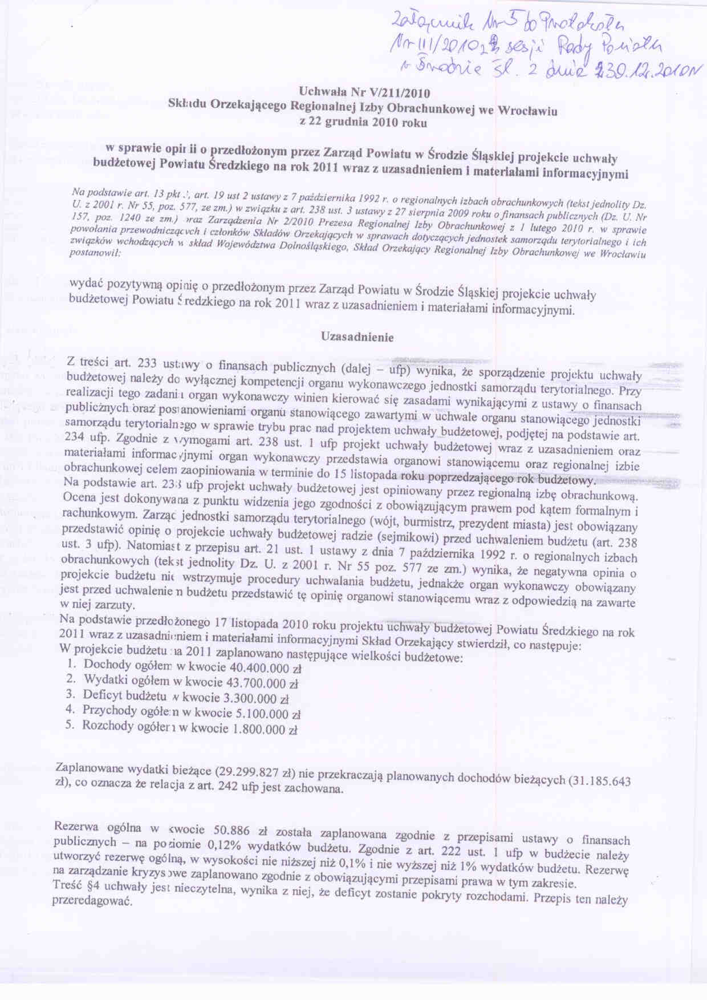 Załącznik Nr 5 do Protokołu
Nr III/2010 z sesji Rady Powiatu
w Środzie Śl. z dnia 30.12.2010r
Uchwała Nr V/211/2010
Składu Orzekającego Regionalnej Izby Obrachunkowej we Wrocławiu
z 22 grudnia 2010 roku
w sprawie opinii o przedłożonym przez Zarząd Powiatu w Środzie Śląskiej projekcie uchwały
budżetowej Powiatu Średzkiego na rok 2011 wraz z uzasadnieniem i materiałami informacyjnymi
Na podstawie art. 13 pkt , art. 19 ust 2 ustawy z 7 października 1992 r. o regionalnych izbach obrachunkowych (tekst jednolity Dz.
U. z 2001 r. Nr 55, poz. 577, ze zm.) w związku z art. 238 ust. 3 ustawy z 27 sierpnia 2009 roku o finansach publicznych (Dz. U. Nr
157, poz. 1240 ze zm.) oraz Zarządzenia Nr 2/2010 Prezesa Regionalnej Izby Obrachunkowej z 1 lutego 2010 r. w sprawie
powołania przewodniczących i członków Składów Orzekających w sprawach dotyczących jednostek samorządu terytorialnego i ich
związków wchodzących w skład Województwa Dolnośląskiego, Skład Orzekający Regionalnej Izby Obrachunkowej we Wrocławiu
postanowił:
wydać pozytywną opinię o przedłożonym przez Zarząd Powiatu w Środzie Śląskiej projekcie uchwały
budżetowej Powiatu Średzkiego na rok 2011 wraz z uzasadnieniem i materiałami informacyjnymi.
Uzasadnienie
Z treści art. 233 ustawy o finansach publicznych (dalej – ufp) wynika, że sporządzenie projektu uchwały
budżetowej należy do wyłącznej kompetencji organu wykonawczego jednostki samorządu terytorialnego. Przy
realizacji tego zadania organ wykonawczy winien kierować się zasadami wynikającymi z ustawy o finansach
publicznych oraz postanowieniami organu stanowiącego zawartymi w uchwale organu stanowiącego jednostki
samorządu terytorialnego w sprawie trybu prac nad projektem uchwały budżetowej, podjętej na podstawie art.
234 ufp. Zgodnie z wymogami art. 238 ust. 1 ufp projekt uchwały budżetowej wraz z uzasadnieniem oraz
materiałami informacyjnymi organ wykonawczy przedstawia organowi stanowiącemu oraz regionalnej izbie
obrachunkowej celem zaopiniowania w terminie do 15 listopada roku poprzedzającego rok budżetowy.
Na podstawie art. 238 ufp projekt uchwały budżetowej jest opiniowany przez regionalną izbę obrachunkową.
Ocena jest dokonywana z punktu widzenia jego zgodności z obowiązującym prawem pod kątem formalnym i
rachunkowym. Zarząd jednostki samorządu terytorialnego (wójt, burmistrz, prezydent miasta) jest obowiązany
przedstawić opinię o projekcie uchwały budżetowej radzie (sejmikowi) przed uchwaleniem budżetu (art. 238
ust. 3 ufp). Natomiast z przepisu art. 21 ust. 1 ustawy z dnia 7 października 1992 r. o regionalnych izbach
obrachunkowych (tekst jednolity Dz. U. z 2001 r. Nr 55 poz. 577 ze zm.) wynika, że negatywna opinia o
projekcie budżetu nie wstrzymuje procedury uchwalania budżetu, jednakże organ wykonawczy obowiązany
jest przed uchwaleniem budżetu przedstawić tę opinię organowi stanowiącemu wraz z odpowiedzią na zawarte
w niej zarzuty.
Na podstawie przedłożonego 17 listopada 2010 roku projektu uchwały budżetowej Powiatu Średzkiego na rok
2011 wraz z uzasadnieniem i materiałami informacyjnymi Skład Orzekający stwierdził, co następuje:
W projekcie budżetu na 2011 zaplanowano następujące wielkości budżetowe:
1. Dochody ogółem w kwocie 40.400.000 zł
2. Wydatki ogółem w kwocie 43.700.000 zł
3. Deficyt budżetu w kwocie 3.300.000 zł
4. Przychody ogółem w kwocie 5.100.000 zł
5. Rozchody ogółem w kwocie 1.800.000 zł
Zaplanowane wydatki bieżące (29.299.827 zł) nie przekraczają planowanych dochodów bieżących (31.185.643
zł), co oznacza że relacja z art. 242 ufp jest zachowana.
Rezerwa ogólna w kwocie 50.886 zł została zaplanowana zgodnie z przepisami ustawy o finansach
publicznych – na poziomie 0,12% wydatków budżetu. Zgodnie z art. 222 ust. 1 ufp w budżecie należy
utworzyć rezerwę ogólną, w wysokości nie niższej niż 0,1% i nie wyższej niż 1% wydatków budżetu. Rezerwę
na zarządzanie kryzysowe zaplanowano zgodnie z obowiązującymi przepisami prawa w tym zakresie.
Treść §4 uchwały jest nieczytelna, wynika z niej, że deficyt zostanie pokryty rozchodami. Przepis ten należy
przeredagować.